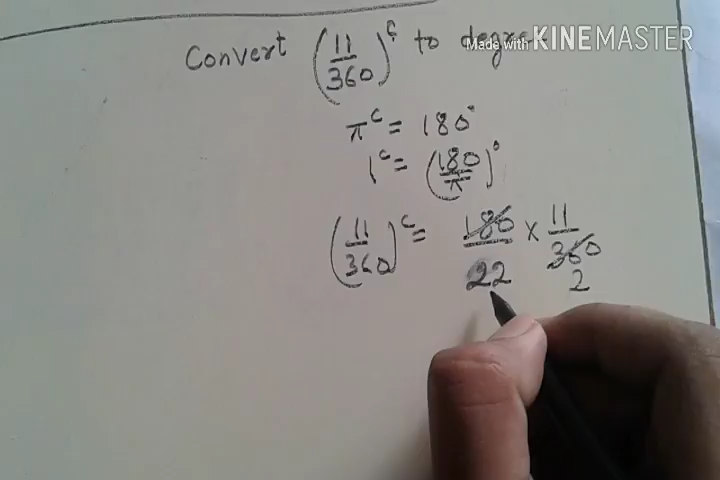 Convert (11/360)^c to degre
Made with KINEMASTER
π^c = 180°
1^c = (180/π)°
(11/360)^c = 180/22 × 11/360
2